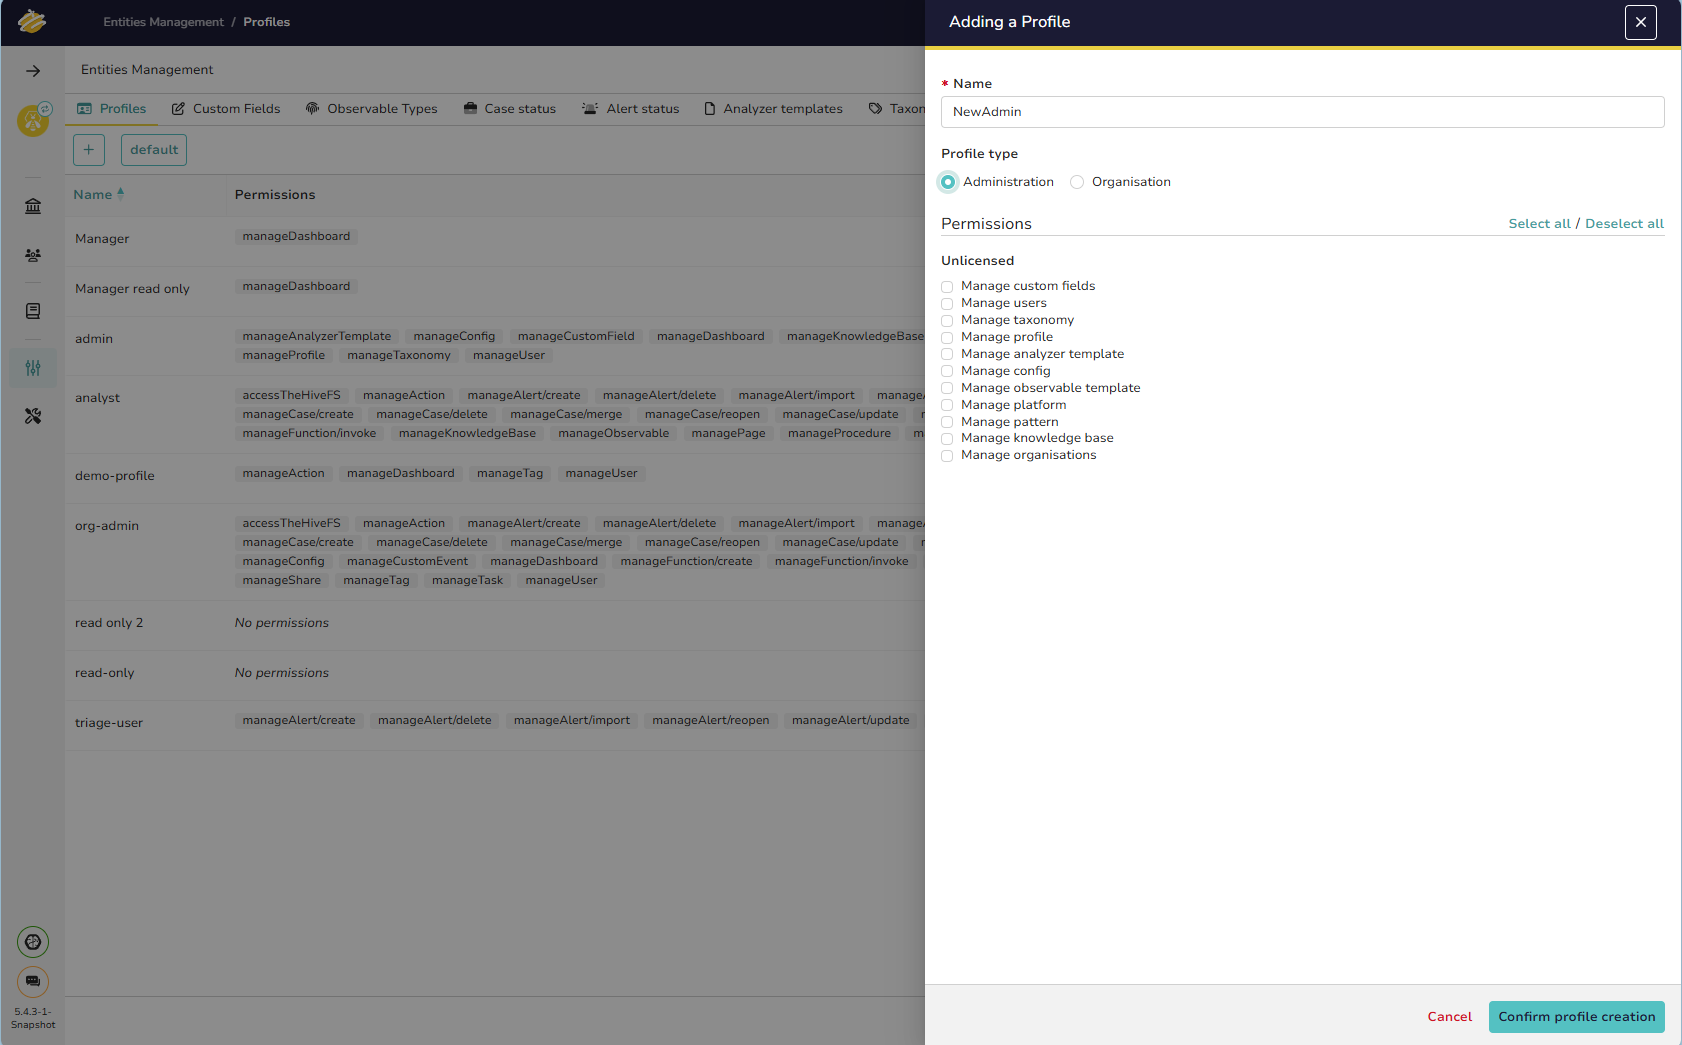 Entities Management / Profiles
Adding a Profile
Entities Management
Profiles
Custom Fields
Observable Types
Case status
Alert status
Analyzer templates
+
default
Name
Permissions
Manager
manageDashboard
Manager read only
manageDashboard
admin
manageAnalyzerTemplate manageConfig manageCustomField manageDashboard manageKnowledgeBase
manageProfile manageTaxonomy manageUser
analyst
accessTheHiveFS manageAction manageAlert/create manageAlert/delete manageAlert/import
manageCase/create manageCase/delete manageCase/merge manageCase/reopen manageCase/update
manageFunction/invoke manageKnowledgeBase manageObservable managePage manageProcedure
demo-profile
manageAction manageDashboard manageTag manageUser
org-admin
accessTheHiveFS manageAction manageAlert/create manageAlert/delete manageAlert/import
manageCase/create manageCase/delete manageCase/merge manageCase/reopen manageCase/update
manageConfig manageCustomEvent manageDashboard manageFunction/create manageFunction/invoke
manageShare manageTag manageTask manageUser
read only 2
No permissions
read-only
No permissions
triage-user
manageAlert/create manageAlert/delete manageAlert/import manageAlert/reopen manageAlert/update
5.4.3-1-
Snapshot
* Name
NewAdmin
Profile type
Administration
Organisation
Permissions
Select all / Deselect all
Unlicensed
Manage custom fields
Manage users
Manage taxonomy
Manage profile
Manage analyzer template
Manage config
Manage observable template
Manage platform
Manage pattern
Manage knowledge base
Manage organisations
Cancel
Confirm profile creation